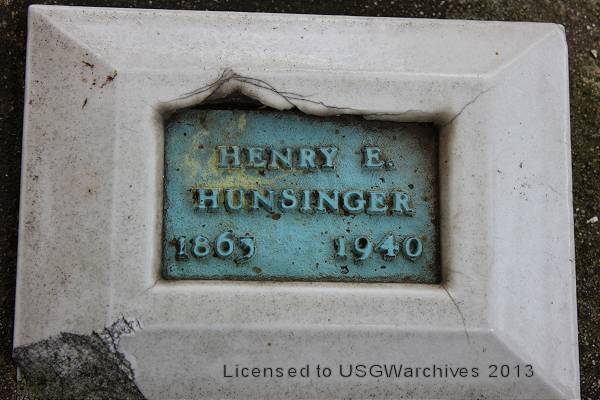 HENRY E.
HUNSINGER
1863 1940
Licensed to USGWarchives 2013